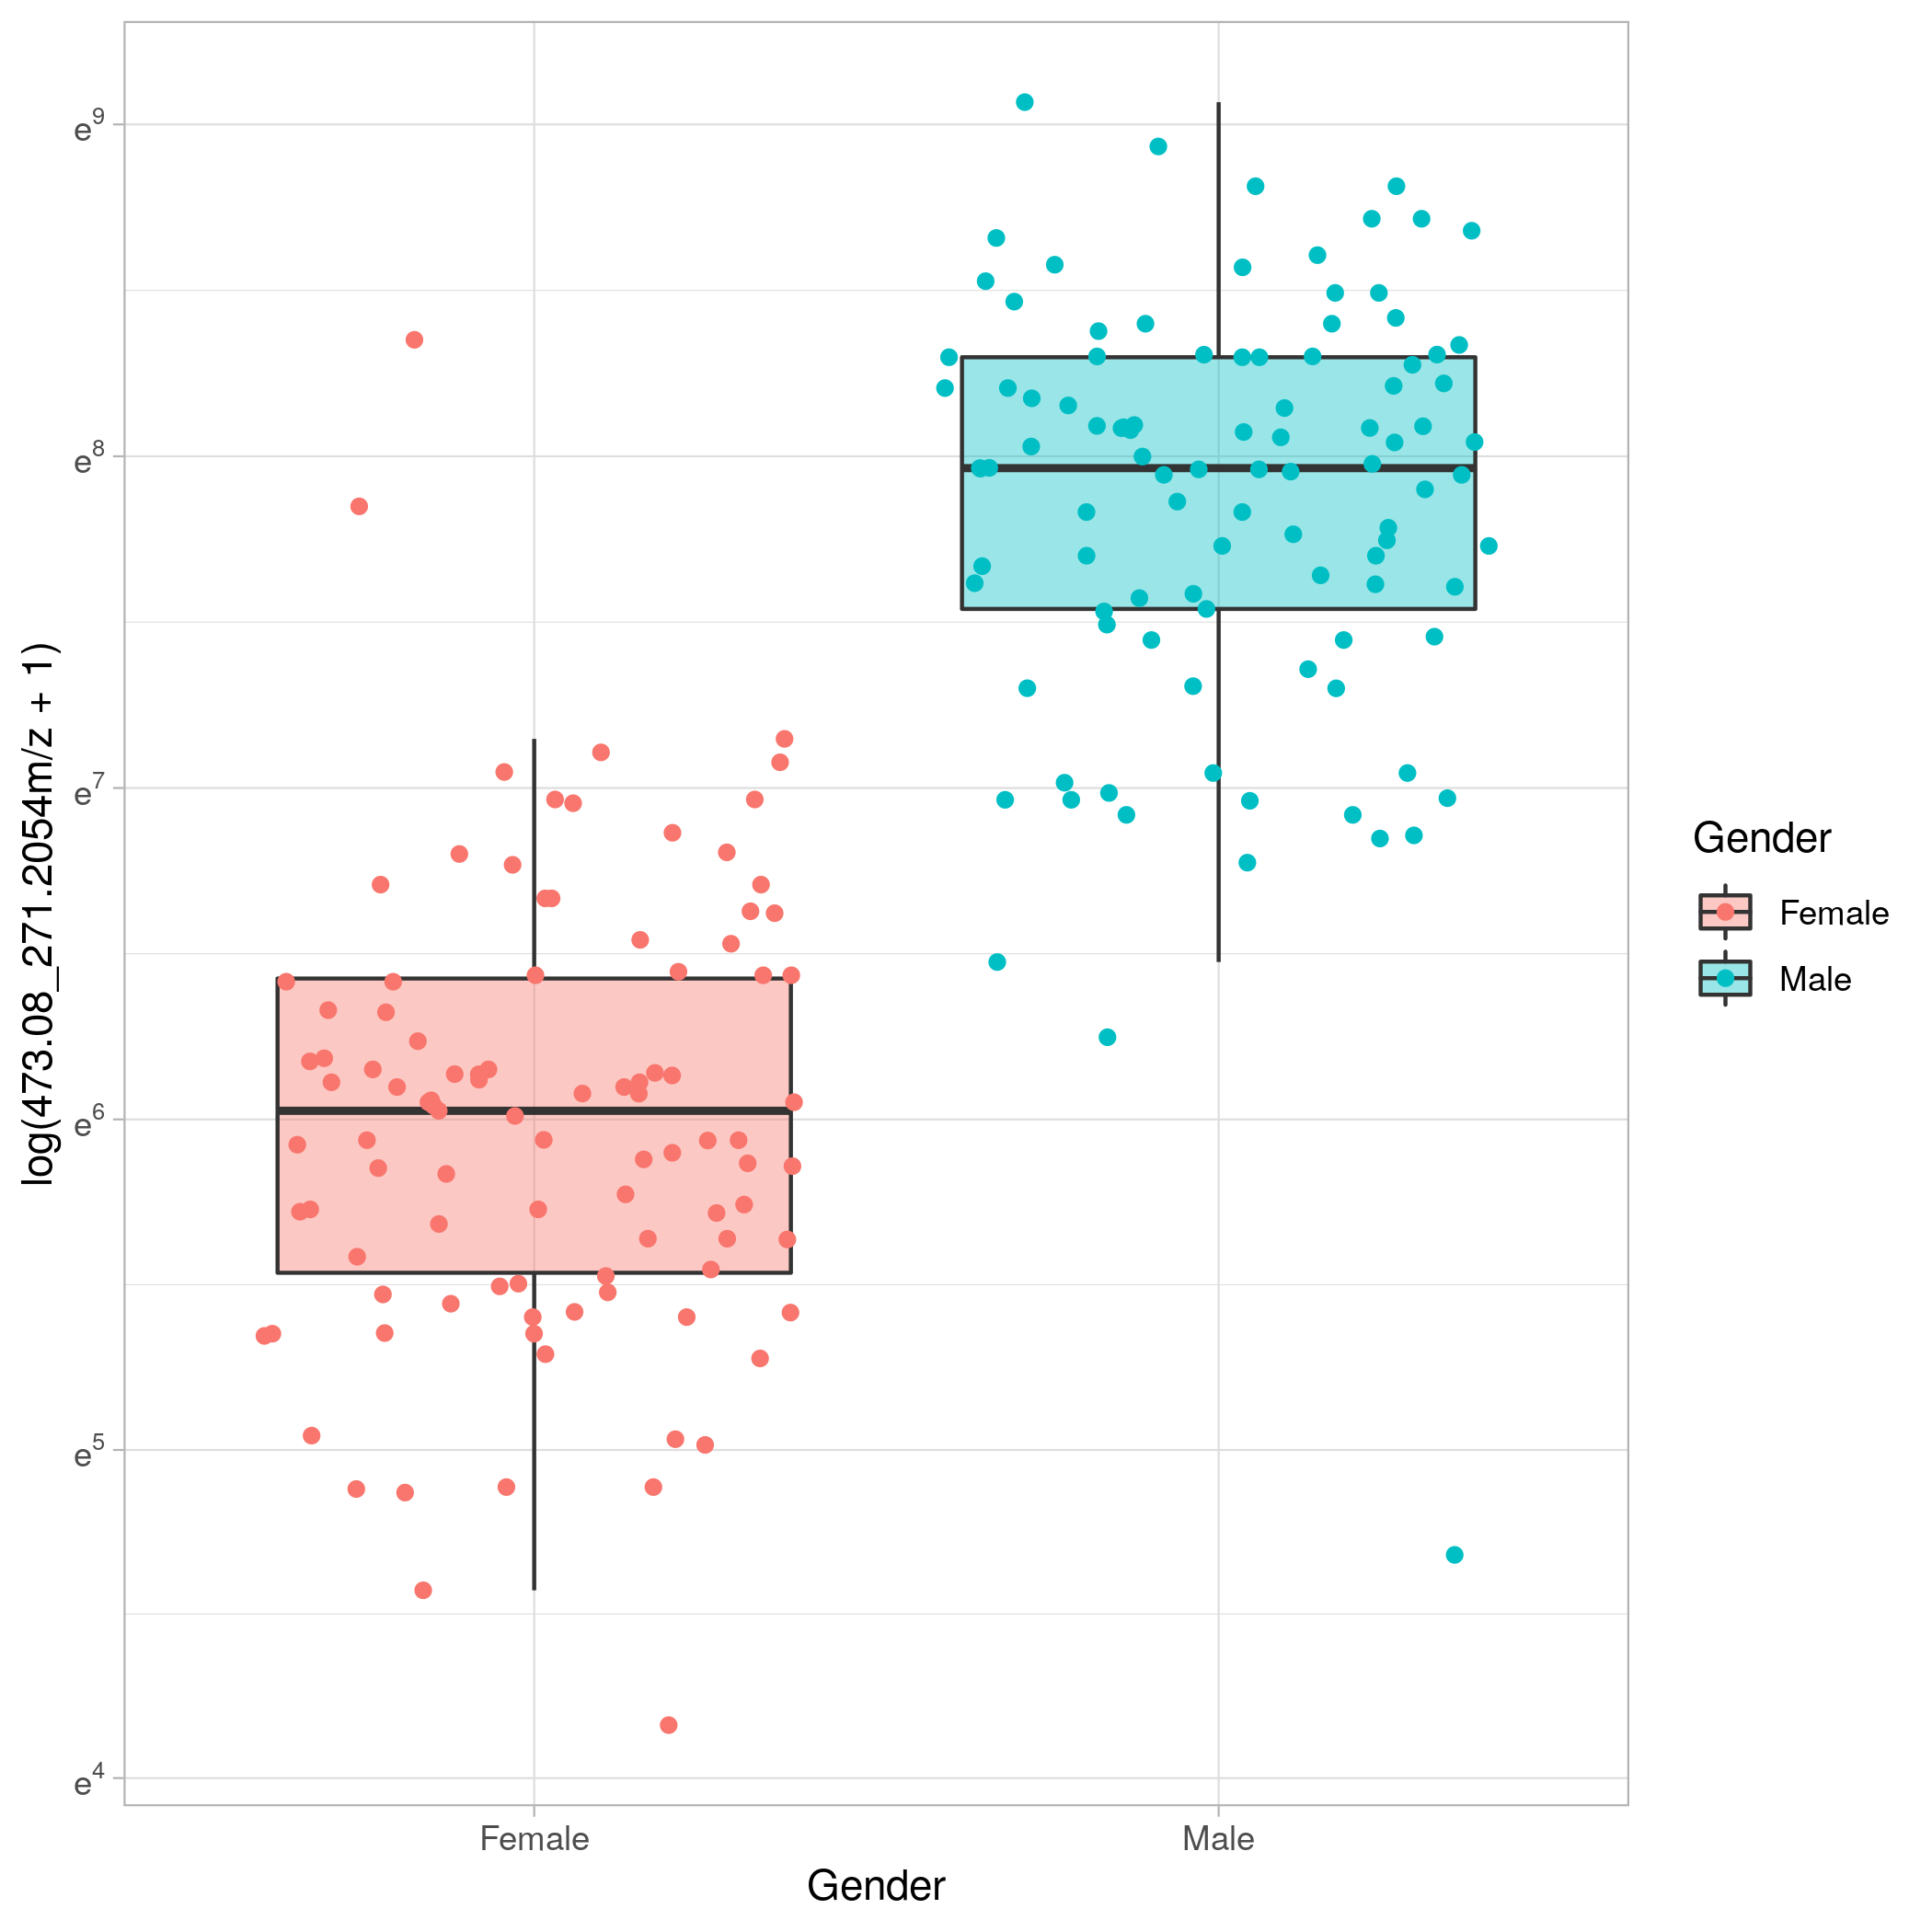 log(473.08_271.2054m/z + 1)
e⁹
e⁸
e⁷
e⁶
e⁵
e⁴
Female
Male
Gender
Gender
Female
Male